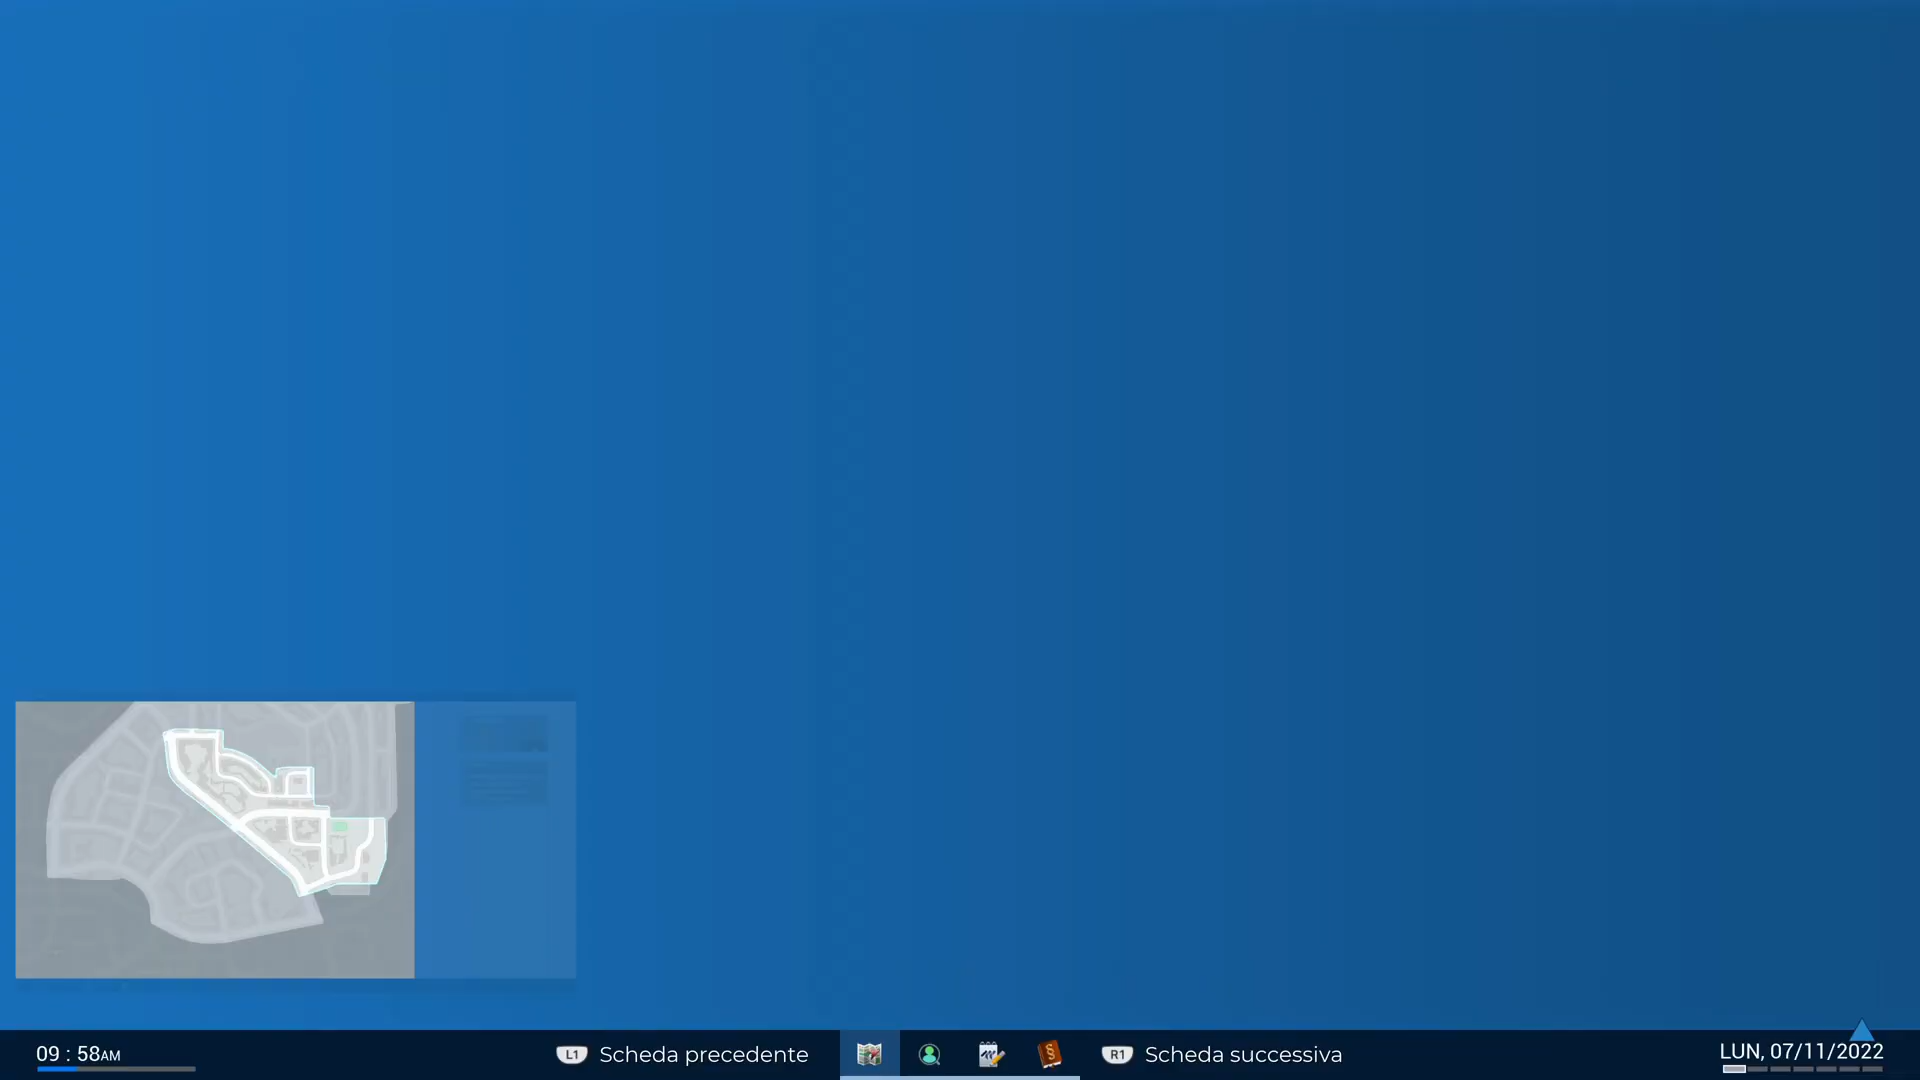 09 : 58AM
L1 Scheda precedente
R1 Scheda successiva
LUN, 07/11/2022